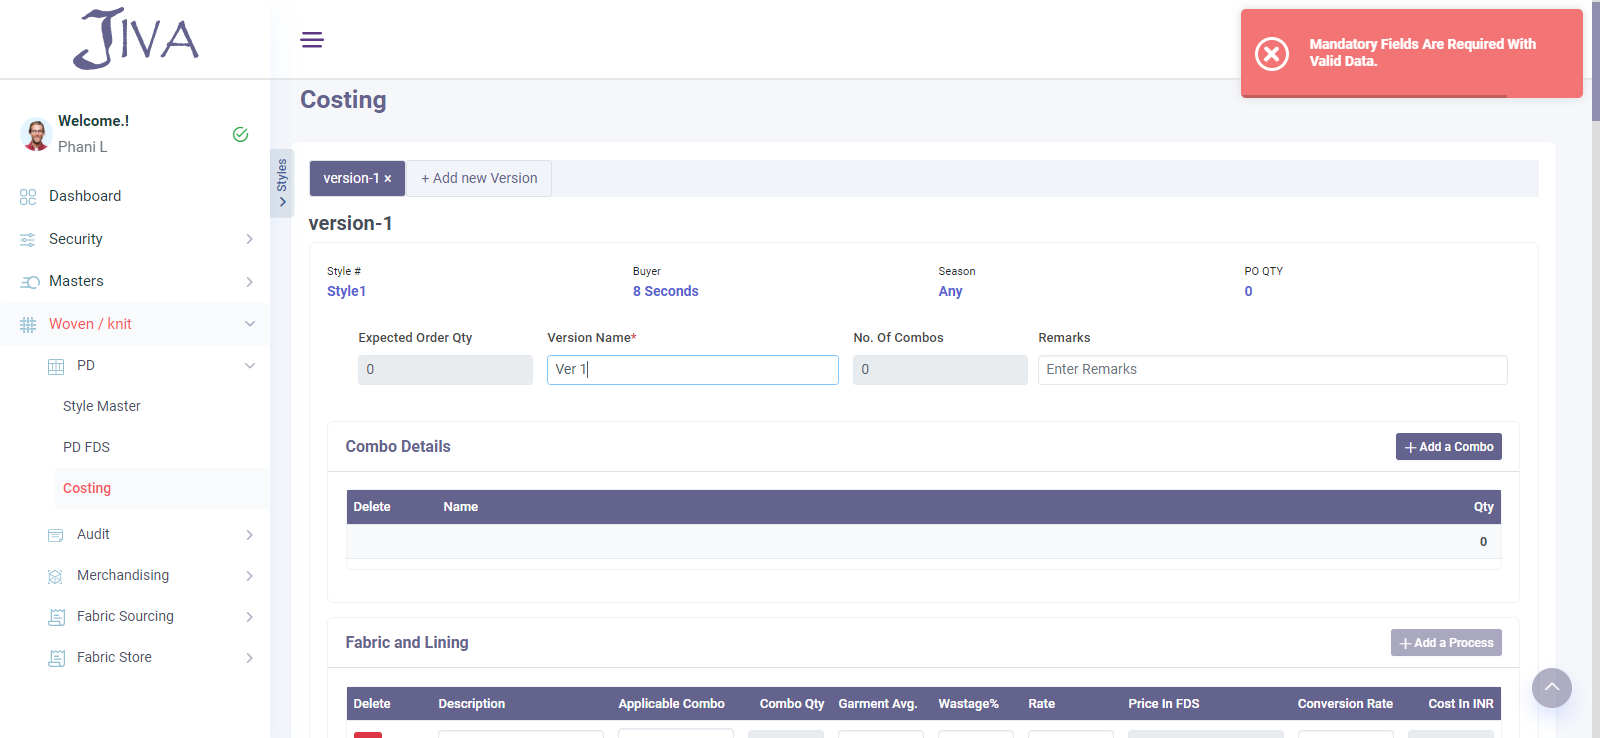 JIVA
Mandatory Fields Are Required With
Valid Data.
Costing
Welcome.!
Phani L
Styles
version-1 ×
+ Add new Version
Dashboard
version-1
Security
Style #
Buyer
Season
PO QTY
Masters
Style1
8 Seconds
Any
0
Woven / knit
Expected Order Qty
Version Name*
No. Of Combos
Remarks
PD
0
Ver 1
0
Enter Remarks
Style Master
PD FDS
Combo Details
+ Add a Combo
Costing
Delete
Name
Qty
Audit
0
Merchandising
Fabric Sourcing
Fabric and Lining
+ Add a Process
Fabric Store
Delete
Description
Applicable Combo
Combo Qty
Garment Avg.
Wastage%
Rate
Price In FDS
Conversion Rate
Cost In INR